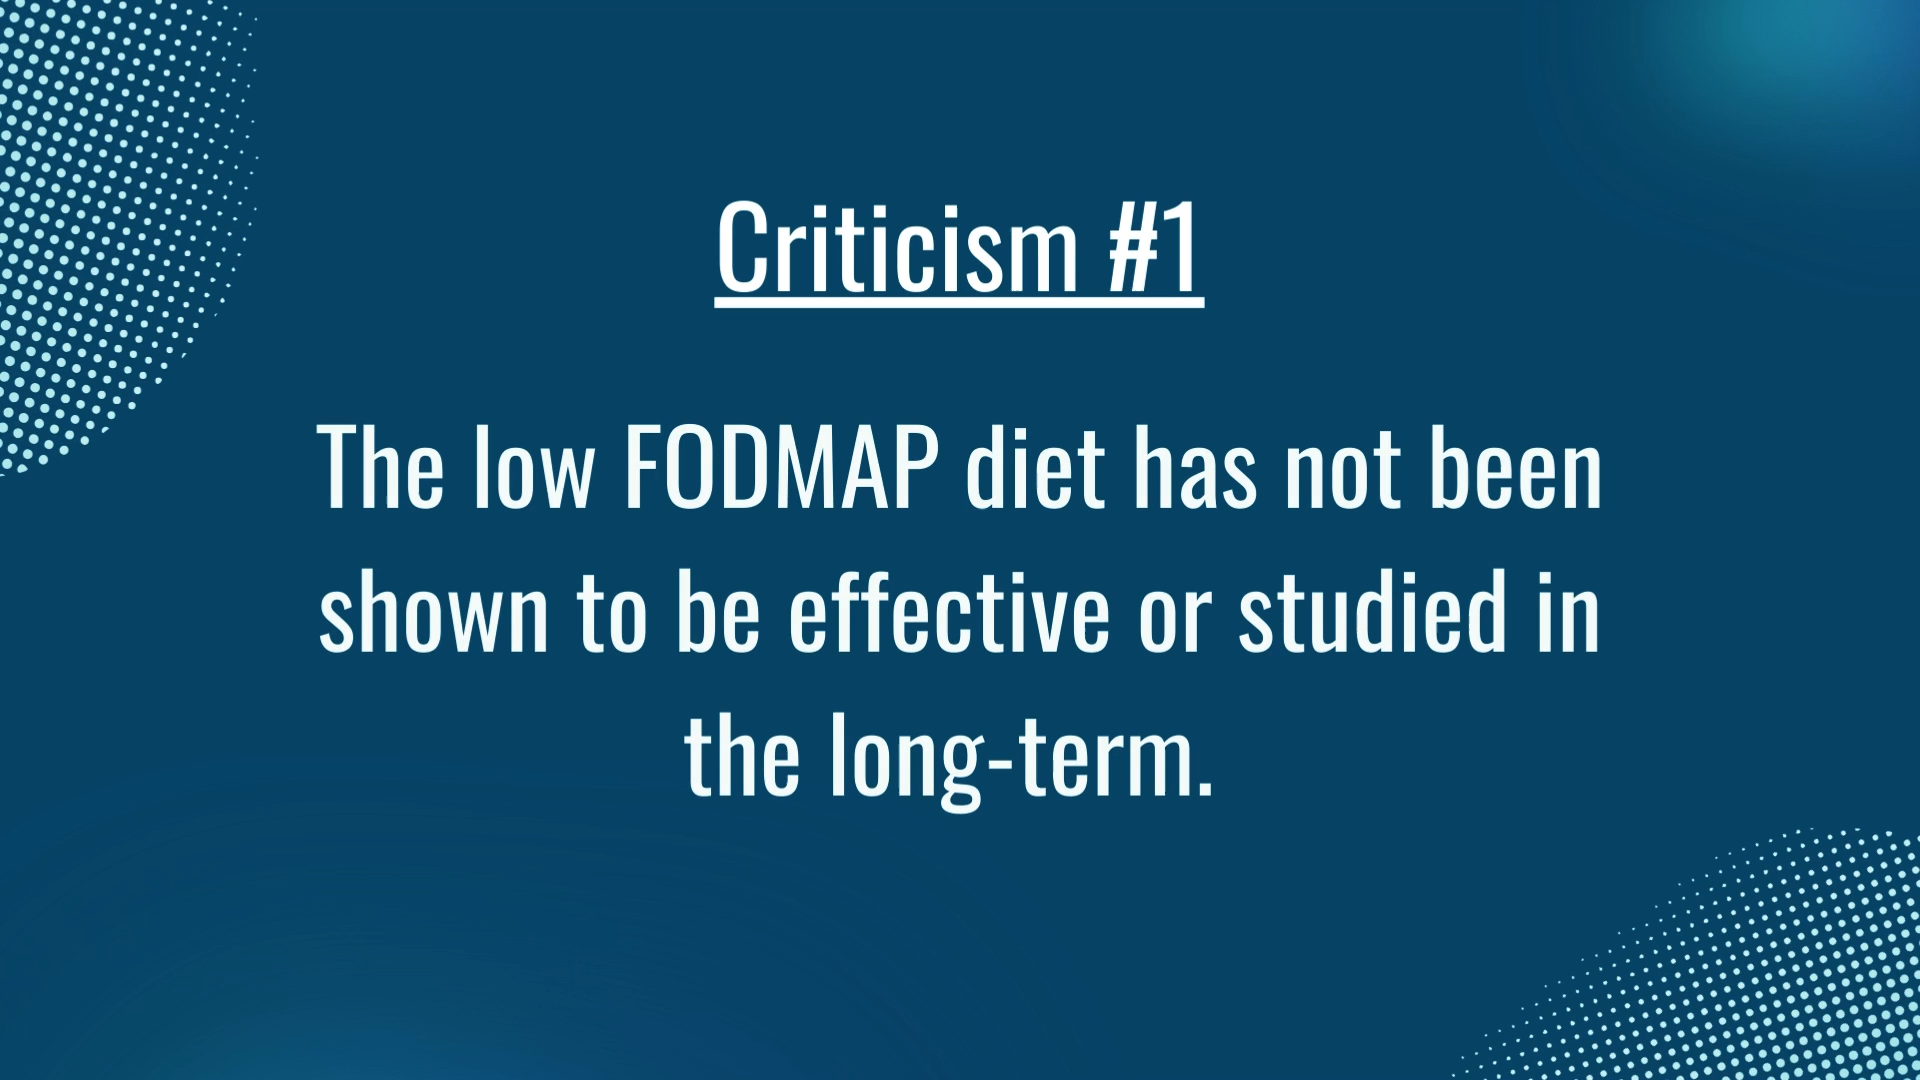 Criticism #1
The low FODMAP diet has not been
shown to be effective or studied in
the long-term.